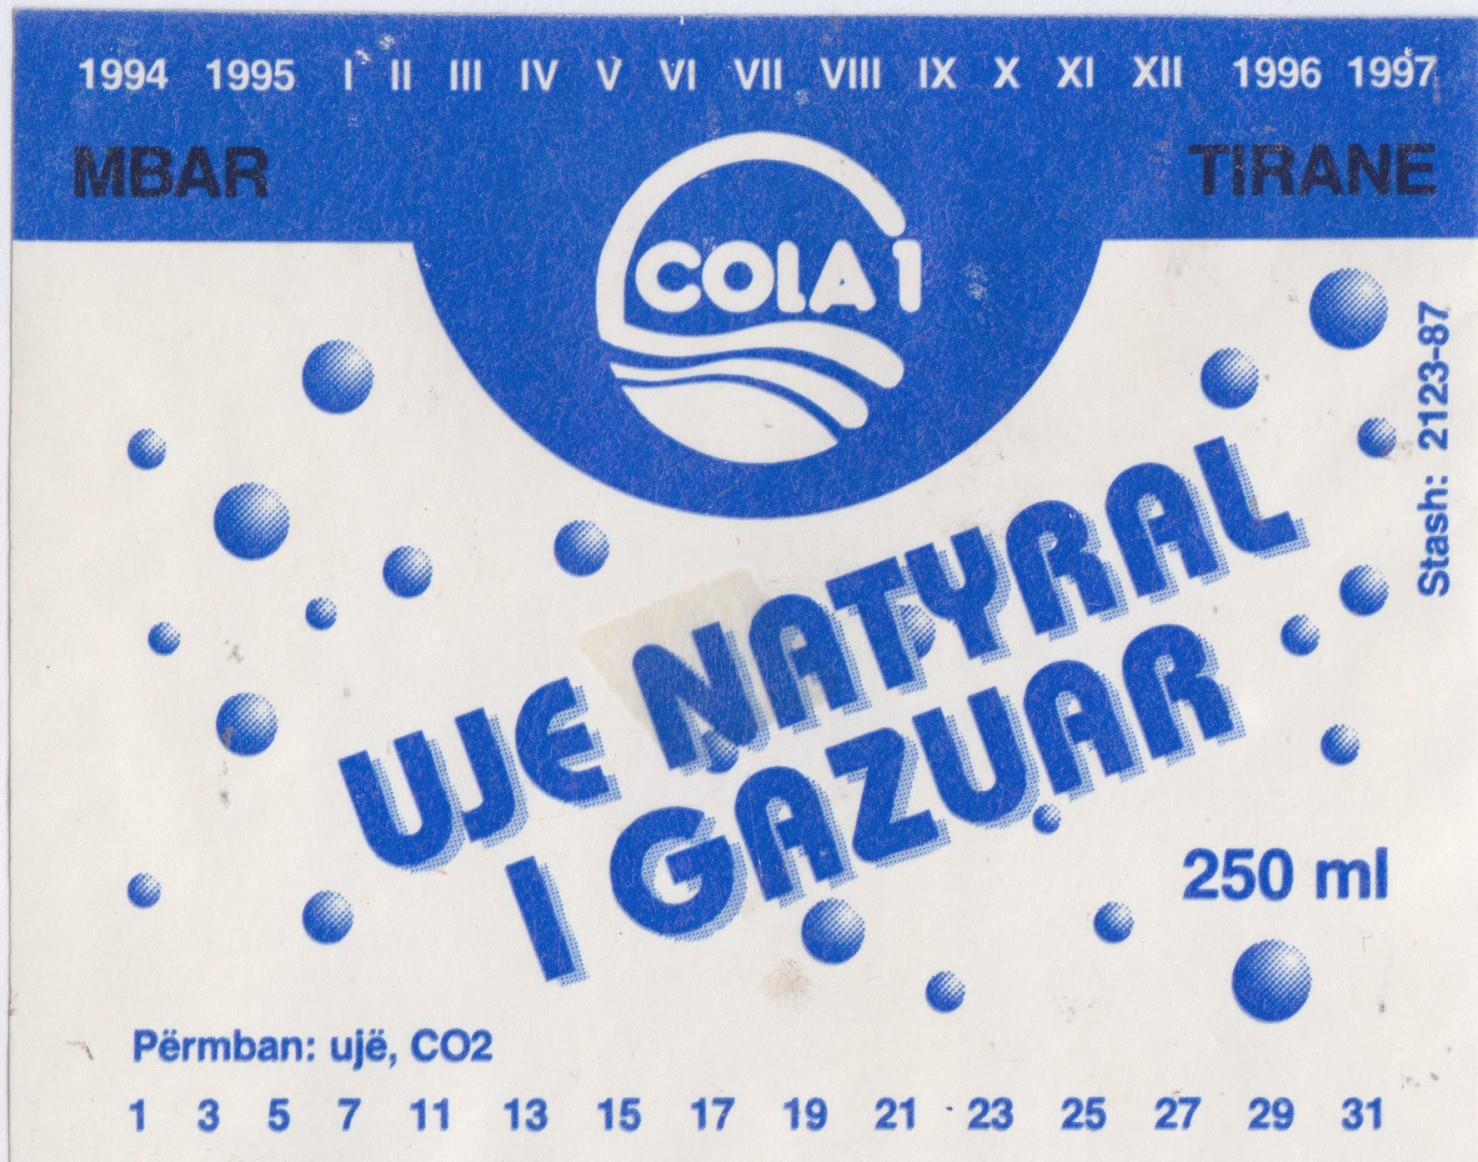 1994 1995 I II III IV V VI VII VIII IX X XI XII 1996 1997
MBAR
TIRANE
COLA 1
Stash: 2123-87
UJE NATYRAL
I GAZUAR
250 ml
Përmban: ujë, CO2
1 3 5 7 11 13 15 17 19 21 23 25 27 29 31